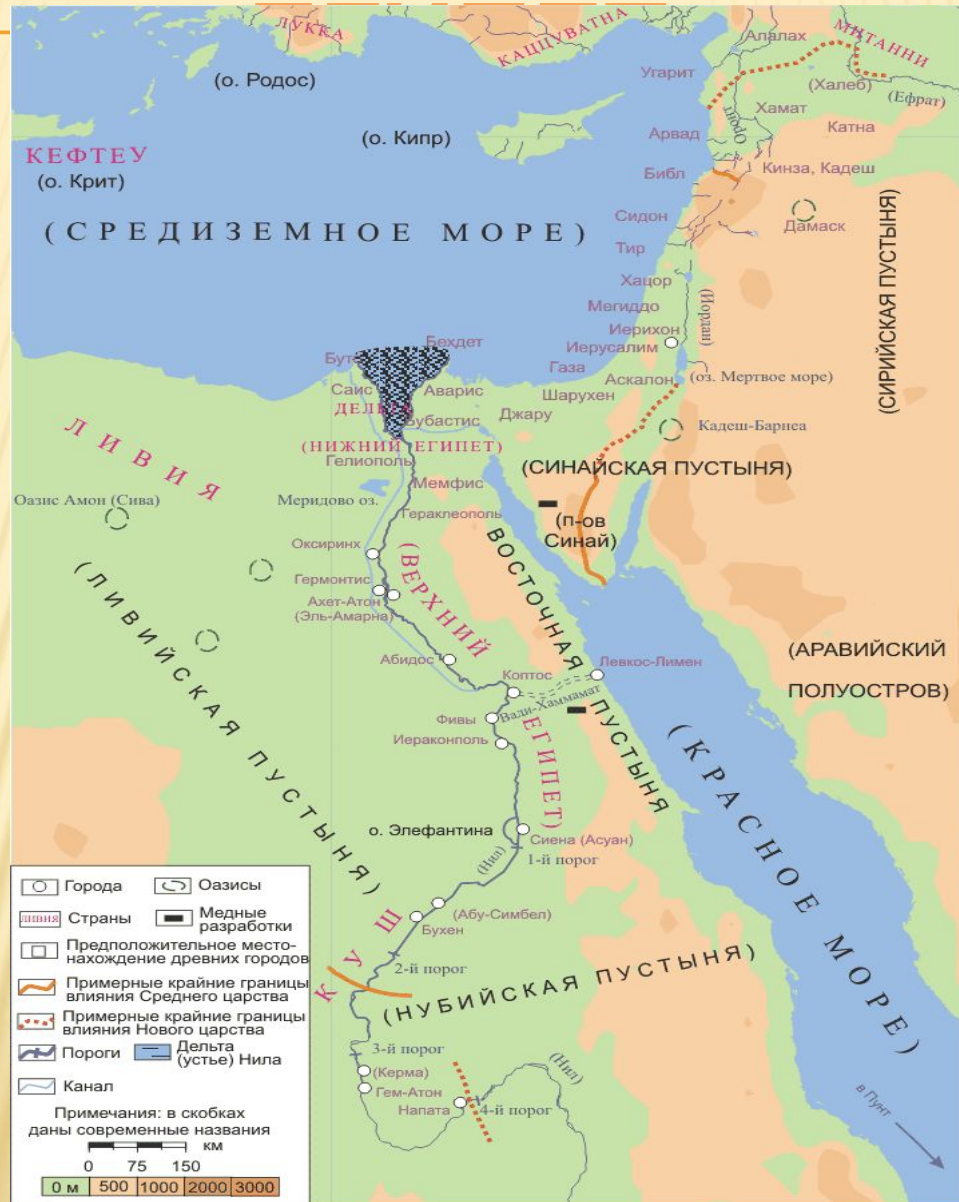 ЛУККА
КАЦЦУВАТНА
МИТАННИ
Алалах
Угарит
(о. Родос)
(Халеб)
(Ефрат)
Хамат
Оронт
(о. Кипр)
Арвад
Катна
КЕФТЕУ
(о. Крит)
Библ
Кинза, Кадеш
(СРЕДИЗЕМНОЕ МОРЕ)
Сидон
Дамаск
Тир
(СИРИЙСКАЯ ПУСТЫНЯ)
Хацор
Мегиддо
(Иордан)
Иерихон
Иерусалим
Бехдет
Буто
Газа
Аскалон
(оз. Мертвое море)
Саис
Аварис
Шарухен
ДЕЛЬТА
Бубастис
Джару
Кадеш-Барнеа
ЛИВИЯ
(НИЖНИЙ ЕГИПЕТ)
Гелиополь
(СИНАЙСКАЯ ПУСТЫНЯ)
Оазис Амон (Сива)
Меридово оз.
Мемфис
Гераклеополь
(п-ов
Синай)
Оксиринх
(ВЕРХНИЙ
ЕГИПЕТ)
ВОСТОЧНАЯ
ПУСТЫНЯ
Гермонтис
Ахет-Атон
(Эль-Амарна)
(ЛИВИЙСКАЯ ПУСТЫНЯ)
Абидос
Левкос-Лимен
(АРАВИЙСКИЙ
ПОЛУОСТРОВ)
Коптос
Вади-Хаммамат
Фивы
Иераконполь
(КРАСНОЕ МОРЕ)
о. Элефантина
Сиена (Асуан)
1-й порог
(Нил)
(Абу-Симбел)
Бухен
КУШ
2-й порог
(НУБИЙСКАЯ ПУСТЫНЯ)
3-й порог
(Керма)
Гем-Атон
Напата
4-й порог
(Нил)
в Пунт
Города
Оазисы
ЛИВИЯ
Страны
Медные
разработки
Предположительное место-
нахождение древних городов
Примерные крайние границы
влияния Среднего царства
Примерные крайние границы
влияния Нового царства
Пороги
Дельта
(устье) Нила
Канал
Примечания: в скобках
даны современные названия
км
0 75 150
0 м 500 1000 2000 3000